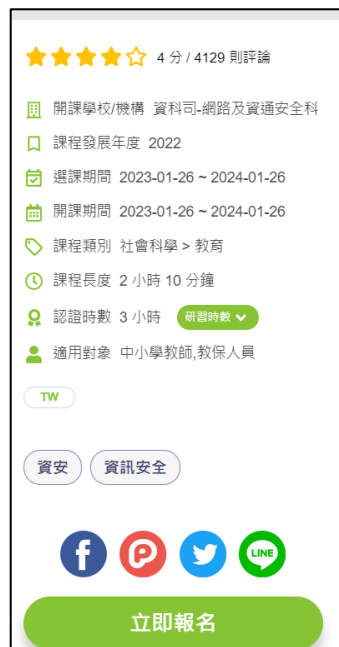 4 分 / 4129 則評論
開課學校/機構 資科司-網路及資通安全科
課程發展年度 2022
選課期間 2023-01-26 ~ 2024-01-26
開課期間 2023-01-26 ~ 2024-01-26
課程類別 社會科學 > 教育
課程長度 2 小時 10 分鐘
認證時數 3 小時 研習時數
適用對象 中小學教師,教保人員
TW
資安 資訊安全
f P LINE
立即報名